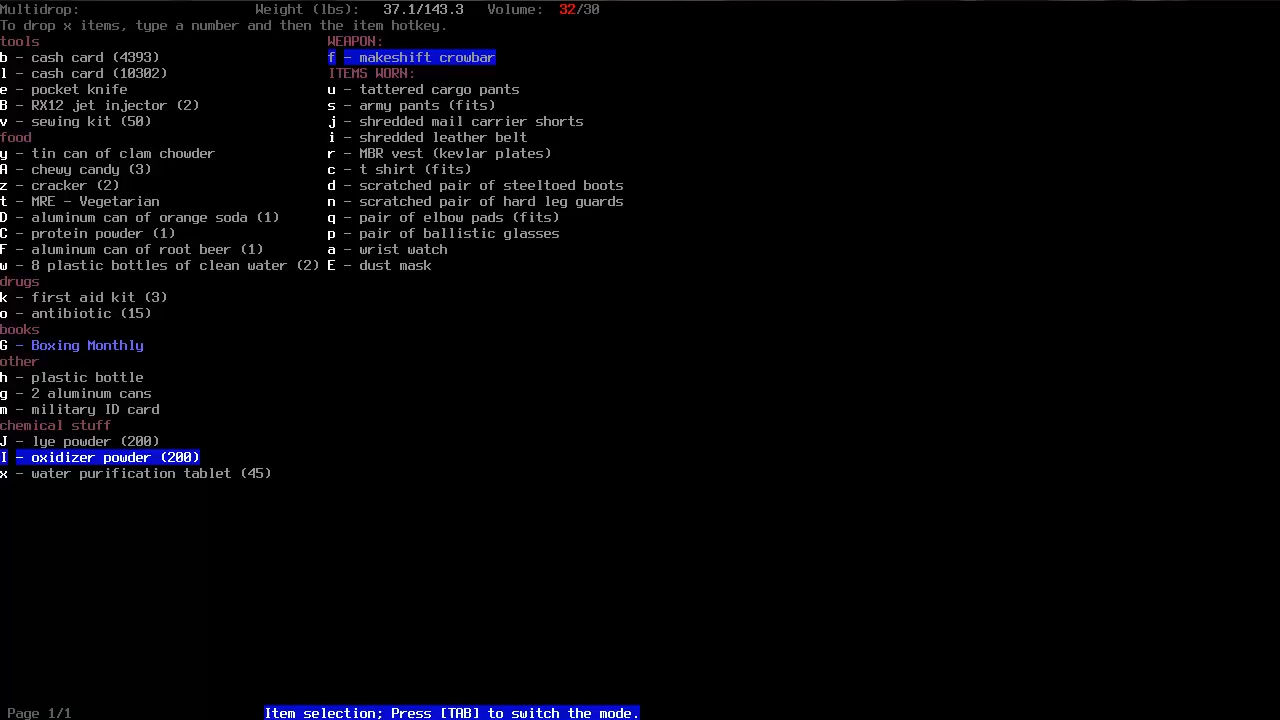 Multidrop: Weight (lbs): 37.1/143.3 Volume: 32/30
To drop x items, type a number and then the item hotkey.
tools
b - cash card (4393)
l - cash card (10302)
e - pocket knife
B - RX12 jet injector (2)
v - sewing kit (50)
food
y - tin can of clam chowder
A - chewy candy (3)
z - cracker (2)
t - MRE - Vegetarian
D - aluminum can of orange soda (1)
C - protein powder (1)
F - aluminum can of root beer (1)
w - 8 plastic bottles of clean water (2)
drugs
k - first aid kit (3)
o - antibiotic (15)
books
G - Boxing Monthly
other
h - plastic bottle
g - 2 aluminum cans
m - military ID card
chemical stuff
J - lye powder (200)
I - oxidizer powder (200)
x - water purification tablet (45)
WEAPON:
f - makeshift crowbar
ITEMS WORN:
u - tattered cargo pants
s - army pants (fits)
j - shredded mail carrier shorts
i - shredded leather belt
r - MBR vest (kevlar plates)
c - t shirt (fits)
d - scratched pair of steeltoed boots
n - scratched pair of hard leg guards
q - pair of elbow pads (fits)
p - pair of ballistic glasses
a - wrist watch
E - dust mask
Page 1/1 Item selection; Press [TAB] to switch the mode.